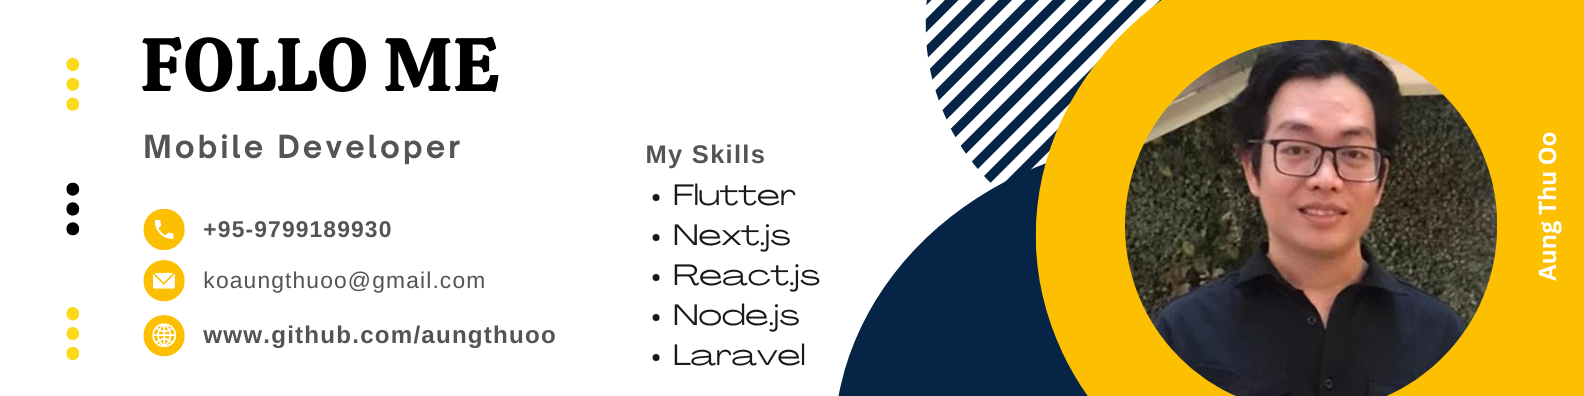 FOLLO ME
Mobile Developer
+95-9799189930
koaungthuoo@gmail.com
www.github.com/aungthuoo
My Skills
• Flutter
• Next.js
• React.js
• Node.js
• Laravel
Aung Thu Oo